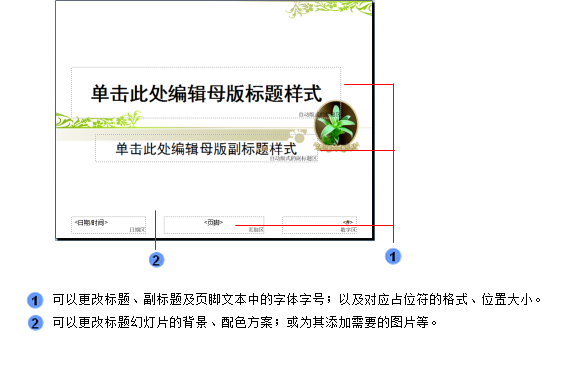 单击此处编辑母版标题样式
自动版式的标题区
单击此处编辑母版副标题样式
自动版式的副标题区
<日期/时间>
日期区
<页脚>
页脚区
<#>
数字区
2
1
1 可以更改标题、副标题及页脚文本中的字体字号；以及对应占位符的格式、位置大小。
2 可以更改标题幻灯片的背景、配色方案；或为其添加需要的图片等。